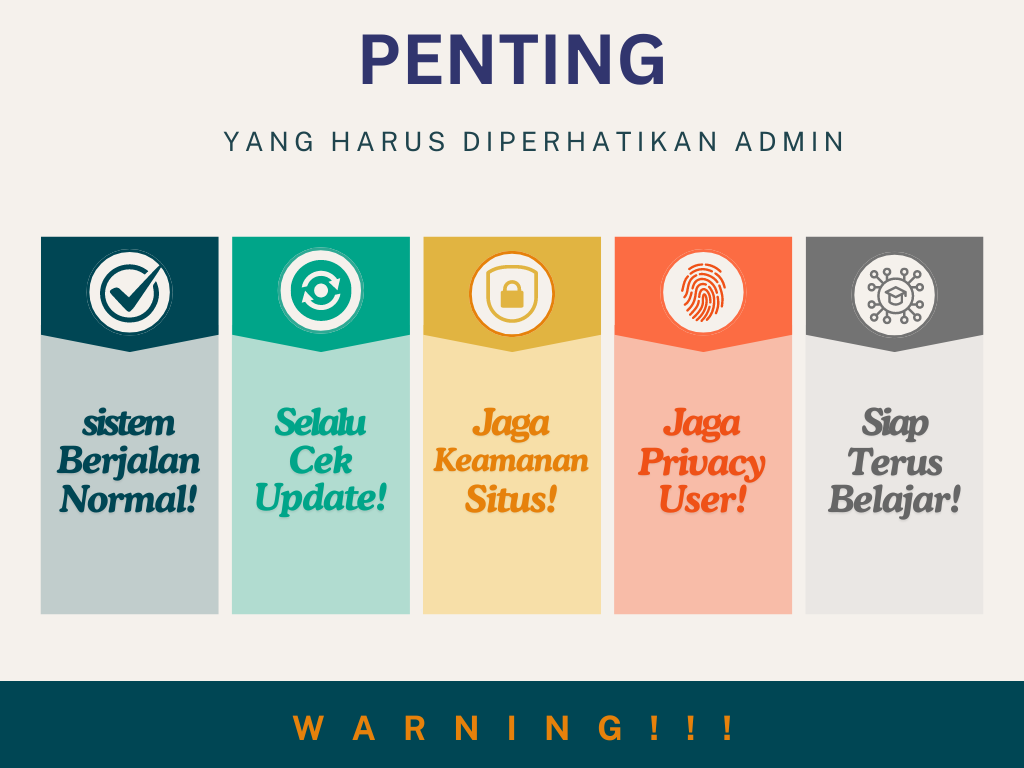 PENTING
YANG HARUS DIPERHATIKAN ADMIN
sistem
Berjalan
Normal!
Selalu
Cek
Update!
Jaga
Keamanan
Situs!
Jaga
Privacy
User!
Siap
Terus
Belajar!
WARNING!!!